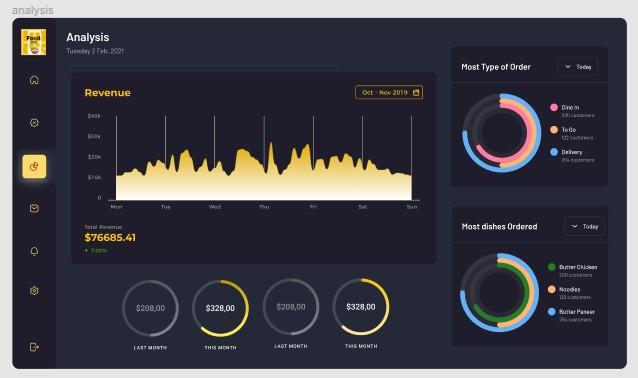 analysis
Food
Analysis
Tuesday 2 Feb, 2021
Revenue
Oct - Nov 2019
$40k
$30k
$20k
$10k
0
Mon Tue Wed Thu Fri Sat Sun
Total Revenue
$76685.41
7.00%
$208,00
LAST MONTH
$328,00
THIS MONTH
$208,00
LAST MONTH
$328,00
THIS MONTH
Most Type of Order
Today
Dine In
200 customers
To Go
122 customers
Delivery
264 customers
Most dishes Ordered
Today
Butter Chicken
200 customers
Noodles
122 customers
Butter Paneer
264 customers